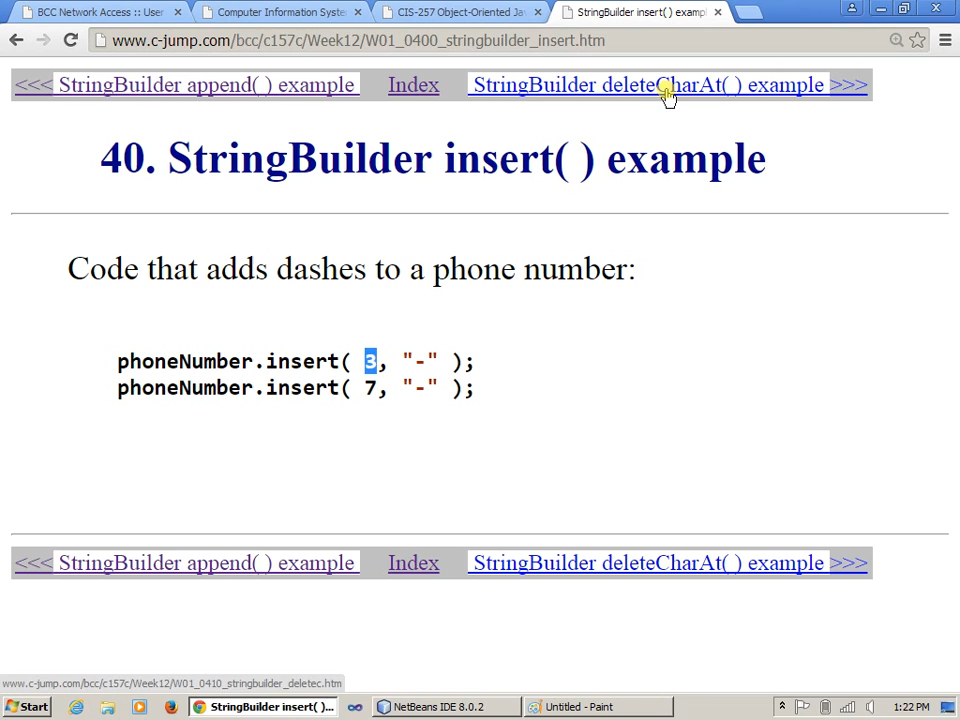 BCC Network Access :: User
Computer Information Syste
CIS-257 Object-Oriented Ja
StringBuilder insert() examp
www.c-jump.com/bcc/c157c/Week12/W01_0400_stringbuilder_insert.htm
<<< StringBuilder append( ) example Index StringBuilder deleteCharAt( ) example >>>
40. StringBuilder insert( ) example
Code that adds dashes to a phone number:
phoneNumber.insert( 3, "-" );
phoneNumber.insert( 7, "-" );
<<< StringBuilder append( ) example Index StringBuilder deleteCharAt( ) example >>>
www.c-jump.com/bcc/c157c/Week12/W01_0410_stringbuilder_deletec.htm
Start
StringBuilder insert()...
NetBeans IDE 8.0.2
Untitled - Paint
1:22 PM